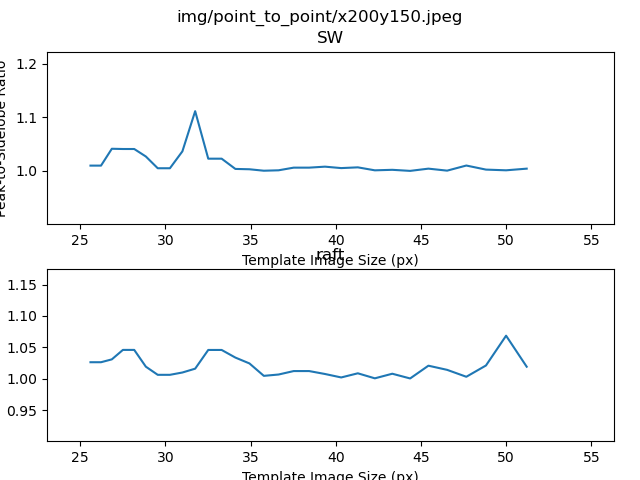 img/point_to_point/x200y150.jpeg
SW
Peak-to-Sidelobe Ratio
1.2
1.1
1.0
25 30 35 40 45 50 55
Template Image Size (px)
raft
1.15
1.10
1.05
1.00
0.95
25 30 35 40 45 50 55
Template Image Size (px)